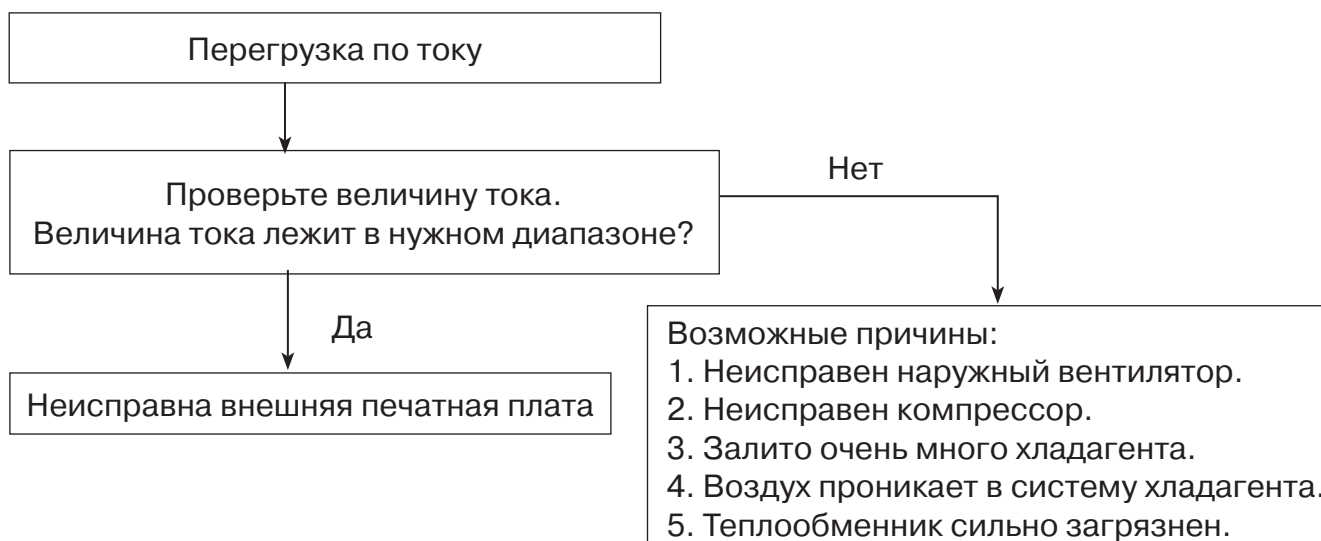 Перегрузка по току
Проверьте величину тока.
Величина тока лежит в нужном диапазоне?
Нет
Да
Неисправна внешняя печатная плата
Возможные причины:
1. Неисправен наружный вентилятор.
2. Неисправен компрессор.
3. Залито очень много хладагента.
4. Воздух проникает в систему хладагента.
5. Теплообменник сильно загрязнен.